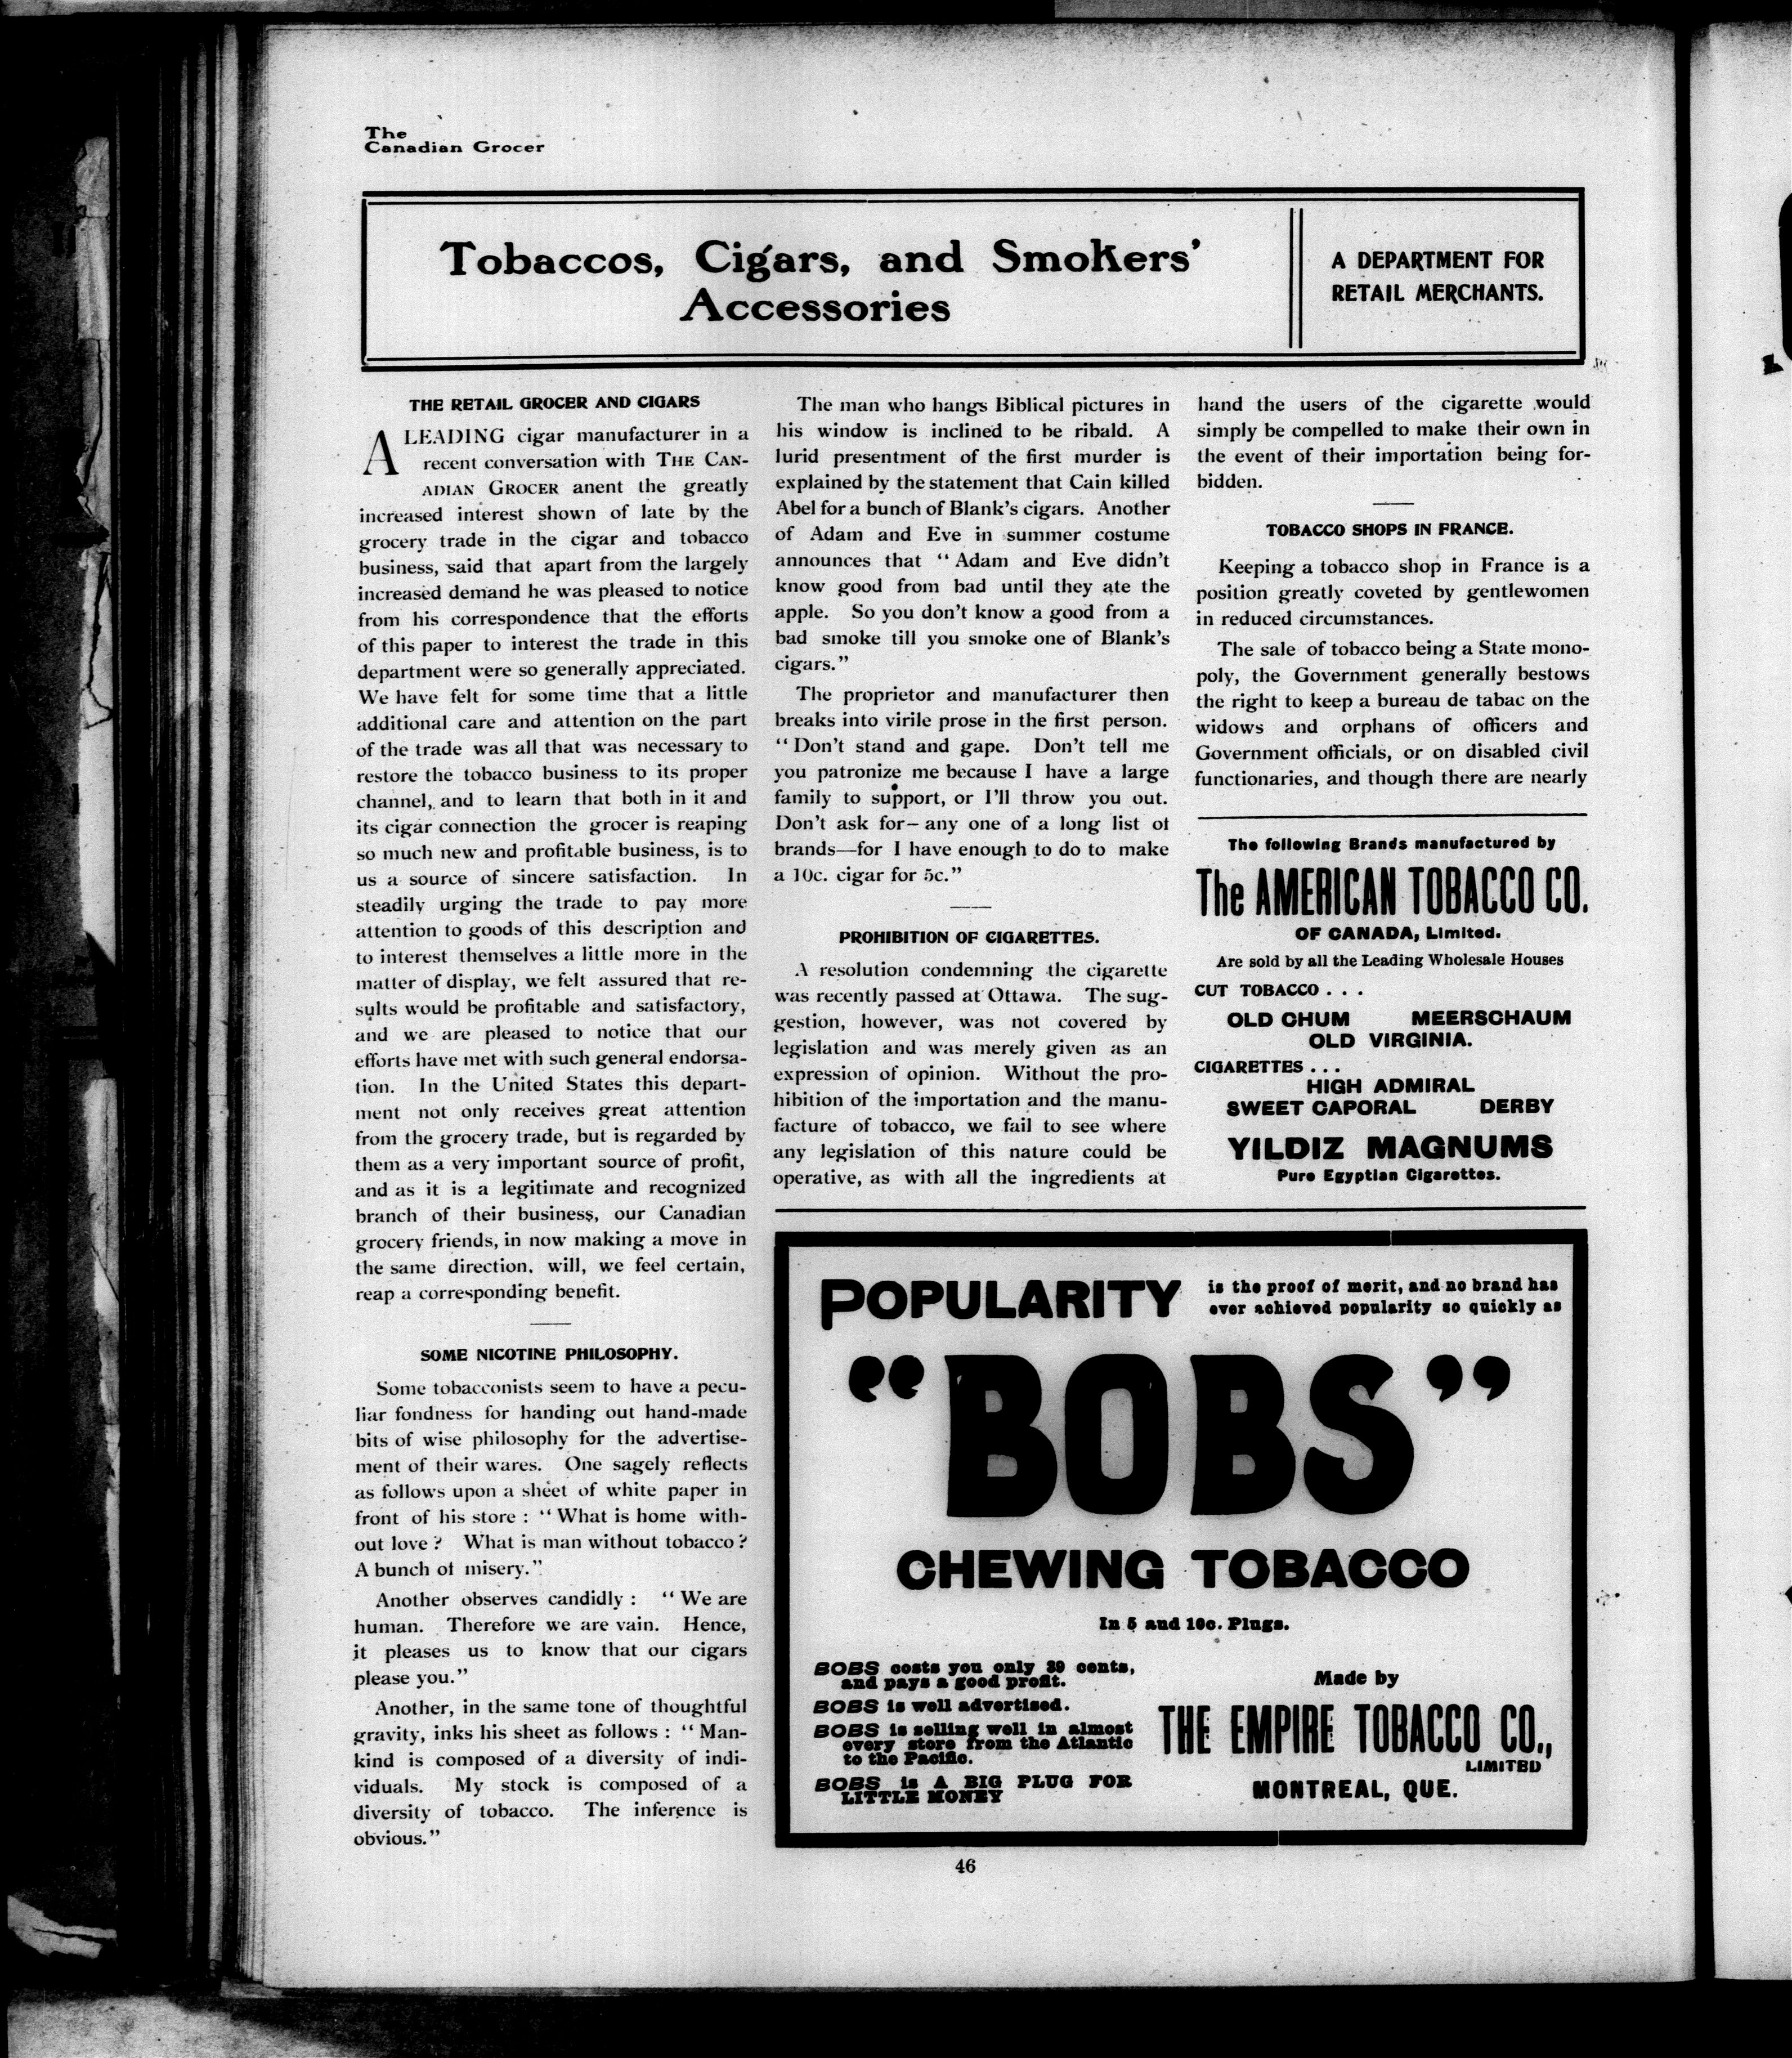 The
Canadian Grocer
Tobaccos, Cigars, and Smokers'
Accessories
A DEPARTMENT FOR
RETAIL MERCHANTS.
THE RETAIL GROCER AND CIGARS
A LEADING cigar manufacturer in a
recent conversation with THE CAN-
ADIAN GROCER anent the greatly
increased interest shown of late by the
grocery trade in the cigar and tobacco
business, said that apart from the largely
increased demand he was pleased to notice
from his correspondence that the efforts
of this paper to interest the trade in this
department were so generally appreciated.
We have felt for some time that a little
additional care and attention on the part
of the trade was all that was necessary to
restore the tobacco business to its proper
channel, and to learn that both in it and
its cigar connection the grocer is reaping
so much new and profitable business, is to
us a source of sincere satisfaction. In
steadily urging the trade to pay more
attention to goods of this description and
to interest themselves a little more in the
matter of display, we felt assured that re-
sults would be profitable and satisfactory,
and we are pleased to notice that our
efforts have met with such general endorsa-
tion. In the United States this depart-
ment not only receives great attention
from the grocery trade, but is regarded by
them as a very important source of profit,
and as it is a legitimate and recognized
branch of their business, our Canadian
grocery friends, in now making a move in
the same direction, will, we feel certain,
reap a corresponding benefit.
SOME NICOTINE PHILOSOPHY.
Some tobacconists seem to have a pecu-
liar fondness for handing out hand-made
bits of wise philosophy for the advertise-
ment of their wares. One sagely reflects
as follows upon a sheet of white paper in
front of his store : "What is home with-
out love? What is man without tobacco?
A bunch of misery."
Another observes candidly : "We are
human. Therefore we are vain. Hence,
it pleases us to know that our cigars
please you."
Another, in the same tone of thoughtful
gravity, inks his sheet as follows : "Man-
kind is composed of a diversity of indi-
viduals. My stock is composed of a
diversity of tobacco. The inference is
obvious."
The man who hangs Biblical pictures in
his window is inclined to be ribald. A
lurid presentment of the first murder is
explained by the statement that Cain killed
Abel for a bunch of Blank's cigars. Another
of Adam and Eve in summer costume
announces that "Adam and Eve didn't
know good from bad until they ate the
apple. So you don't know a good from a
bad smoke till you smoke one of Blank's
cigars."
The proprietor and manufacturer then
breaks into virile prose in the first person.
"Don't stand and gape. Don't tell me
you patronize me because I have a large
family to support, or I'll throw you out.
Don't ask for—any one of a long list of
brands—for I have enough to do to make
a 10c. cigar for 5c."
PROHIBITION OF CIGARETTES.
A resolution condemning the cigarette
was recently passed at Ottawa. The sug-
gestion, however, was not covered by
legislation and was merely given as an
expression of opinion. Without the pro-
hibition of the importation and the manu-
facture of tobacco, we fail to see where
any legislation of this nature could be
operative, as with all the ingredients at
hand the users of the cigarette would
simply be compelled to make their own in
the event of their importation being for-
bidden.
TOBACCO SHOPS IN FRANCE.
Keeping a tobacco shop in France is a
position greatly coveted by gentlewomen
in reduced circumstances.
The sale of tobacco being a State mono-
poly, the Government generally bestows
the right to keep a bureau de tabac on the
widows and orphans of officers and
Government officials, or on disabled civil
functionaries, and though there are nearly
The following Brands manufactured by
The AMERICAN TOBACCO CO.
OF CANADA, Limited.
Are sold by all the Leading Wholesale Houses
CUT TOBACCO . . .
OLD CHUM MEERSCHAUM
OLD VIRGINIA.
CIGARETTES . . .
HIGH ADMIRAL
SWEET CAPORAL DERBY
YILDIZ MAGNUMS
Pure Egyptian Cigarettes.
POPULARITY is the proof of merit, and no brand has
ever achieved popularity so quickly as
"BOBS"
CHEWING TOBACCO
In 5 and 10c. Plugs.
BOBS costs you only 39 cents,
and pays a good profit.
BOBS is well advertised.
BOBS is selling well in almost
every store from the Atlantic
to the Pacific.
BOBS is A BIG PLUG FOR
LITTLE MONEY
Made by
THE EMPIRE TOBACCO CO.,
LIMITED
MONTREAL, QUE.
46